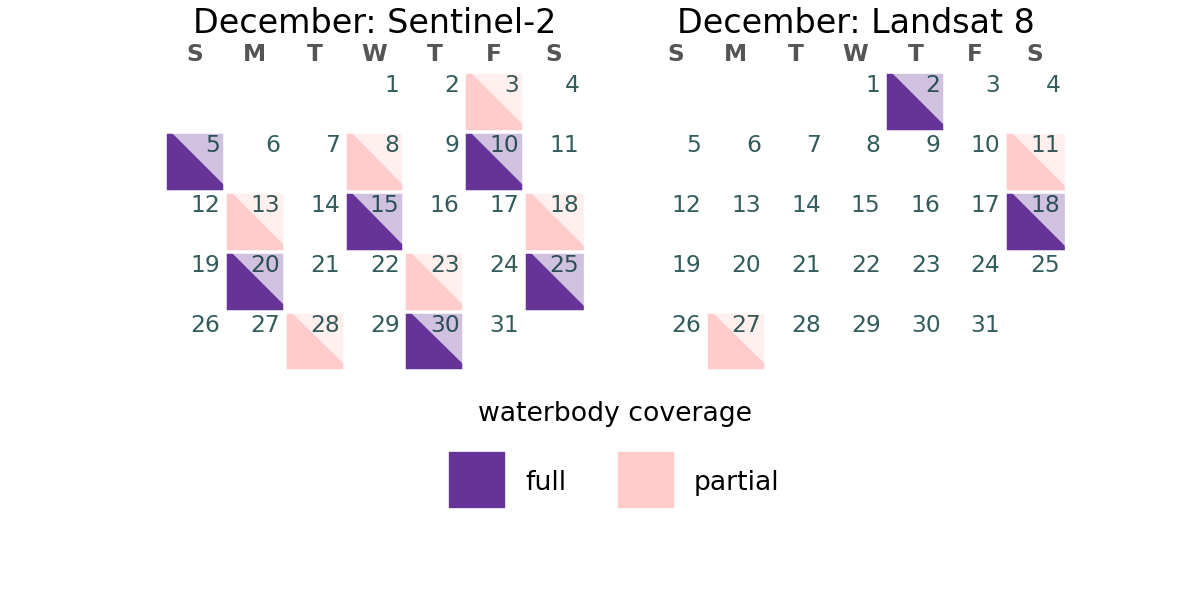 December: Sentinel-2
S M T W T F S
1 2 3 4
5 6 7 8 9 10 11
12 13 14 15 16 17 18
19 20 21 22 23 24 25
26 27 28 29 30 31
December: Landsat 8
S M T W T F S
1 2 3 4
5 6 7 8 9 10 11
12 13 14 15 16 17 18
19 20 21 22 23 24 25
26 27 28 29 30 31
waterbody coverage
full partial